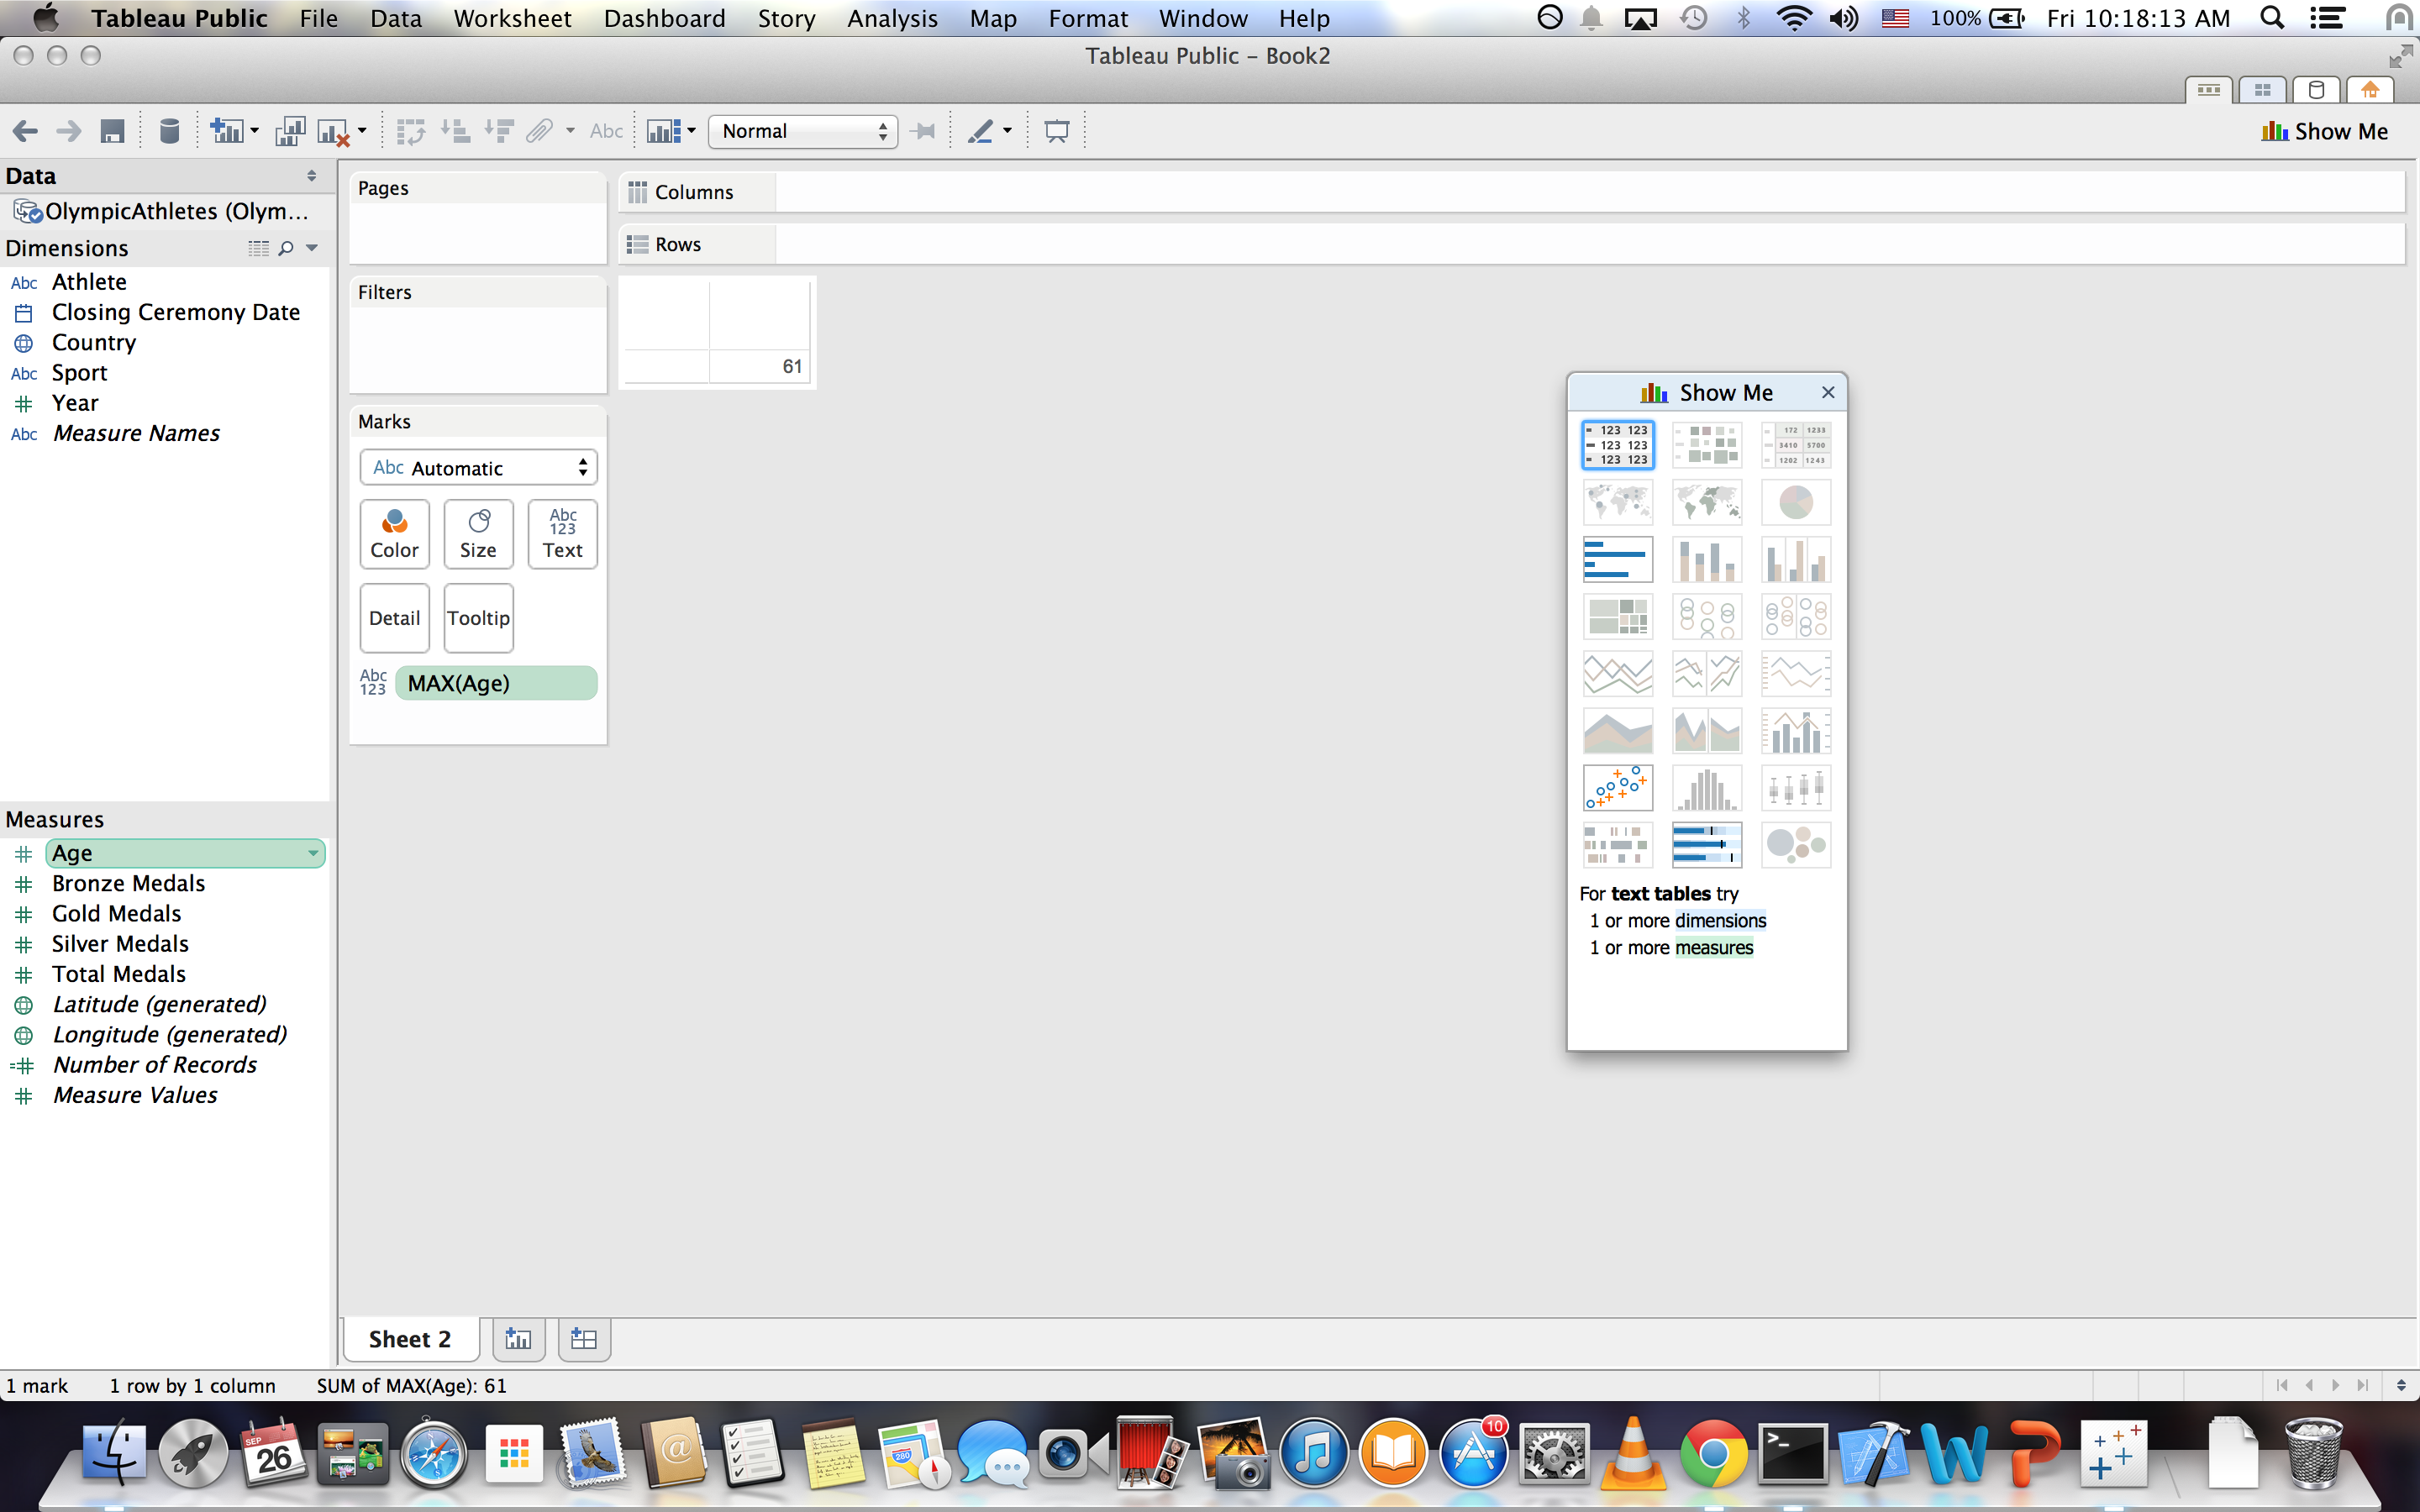 Tableau Public File Data Worksheet Dashboard Story Analysis Map Format Window Help 100% Fri 10:18:13 AM
Tableau Public – Book2
Abc Normal Show Me
Data
OlympicAthletes (Olym...
Dimensions
Abc Athlete
Closing Ceremony Date
Country
Abc Sport
Year
Abc Measure Names
Measures
Age
Bronze Medals
Gold Medals
Silver Medals
Total Medals
Latitude (generated)
Longitude (generated)
Number of Records
Measure Values
Pages
Filters
Marks
Abc Automatic
Color Size Abc 123 Text
Detail Tooltip
Abc 123 MAX(Age)
Columns
Rows
61
Show Me
123 123 172 1233
123 123 3410 5700
123 123 1202 1243
For text tables try
1 or more dimensions
1 or more measures
Sheet 2
1 mark 1 row by 1 column SUM of MAX(Age): 61
SEP
26
280
10